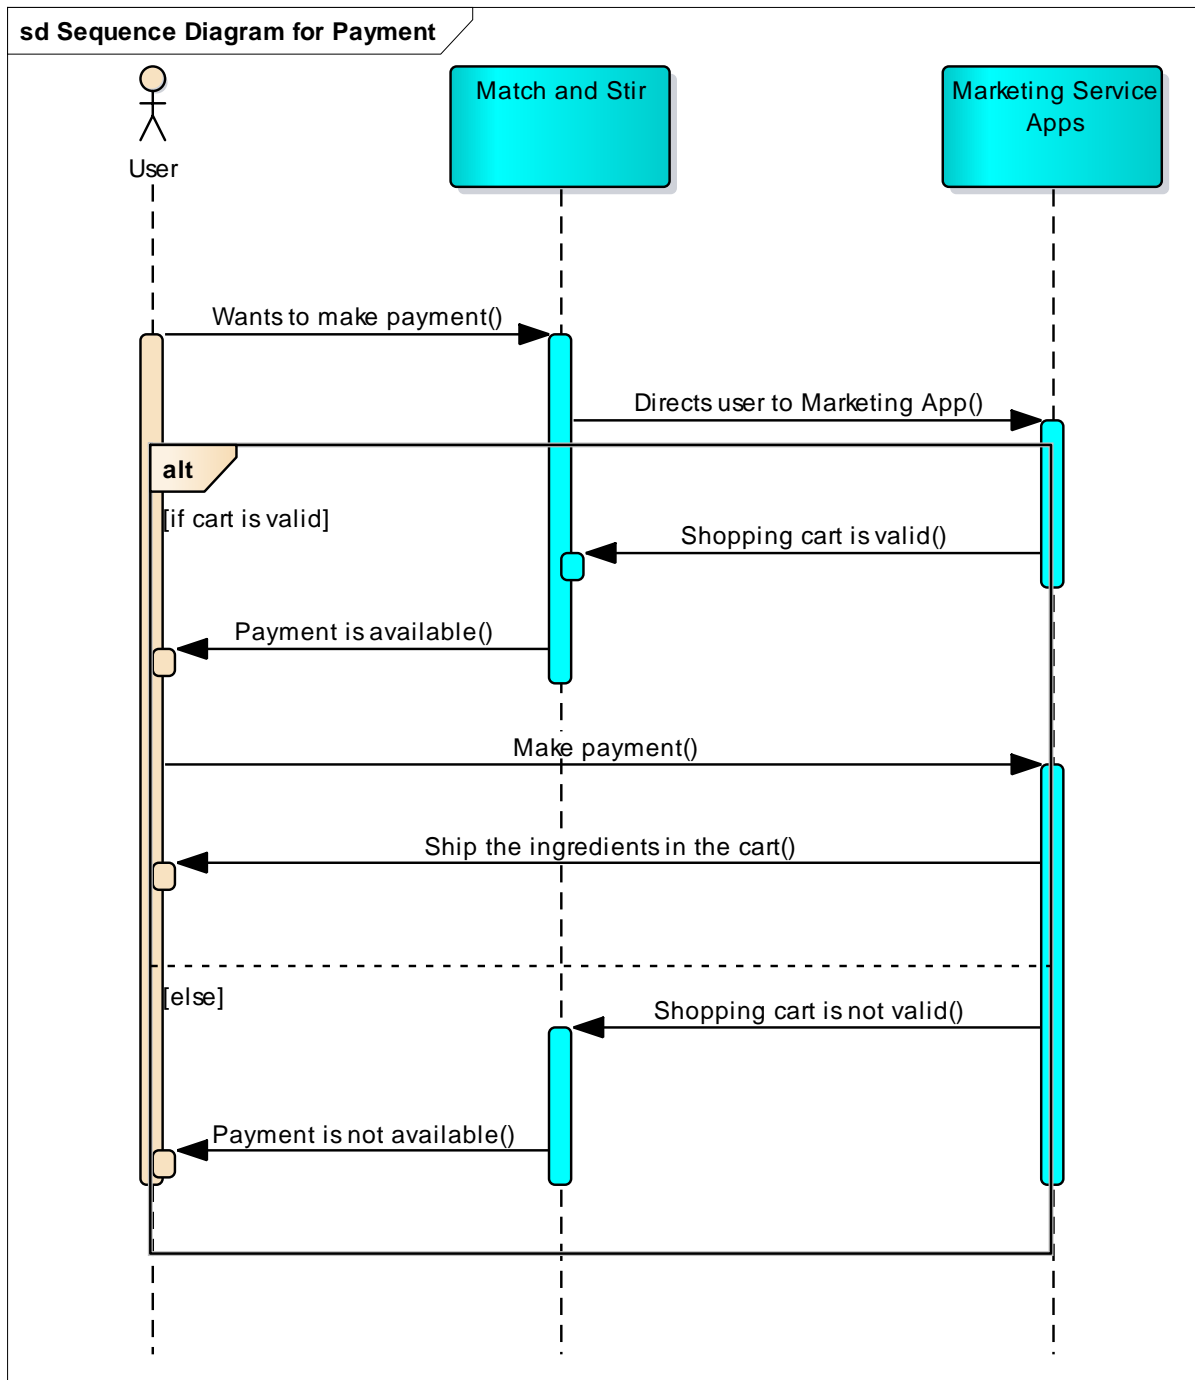 sd Sequence Diagram for Payment
User
Match and Stir
Marketing Service
Apps
Wants to make payment()
Directs user to Marketing App()
alt
[if cart is valid]
Shopping cart is valid()
Payment is available()
Make payment()
Ship the ingredients in the cart()
[else]
Shopping cart is not valid()
Payment is not available()